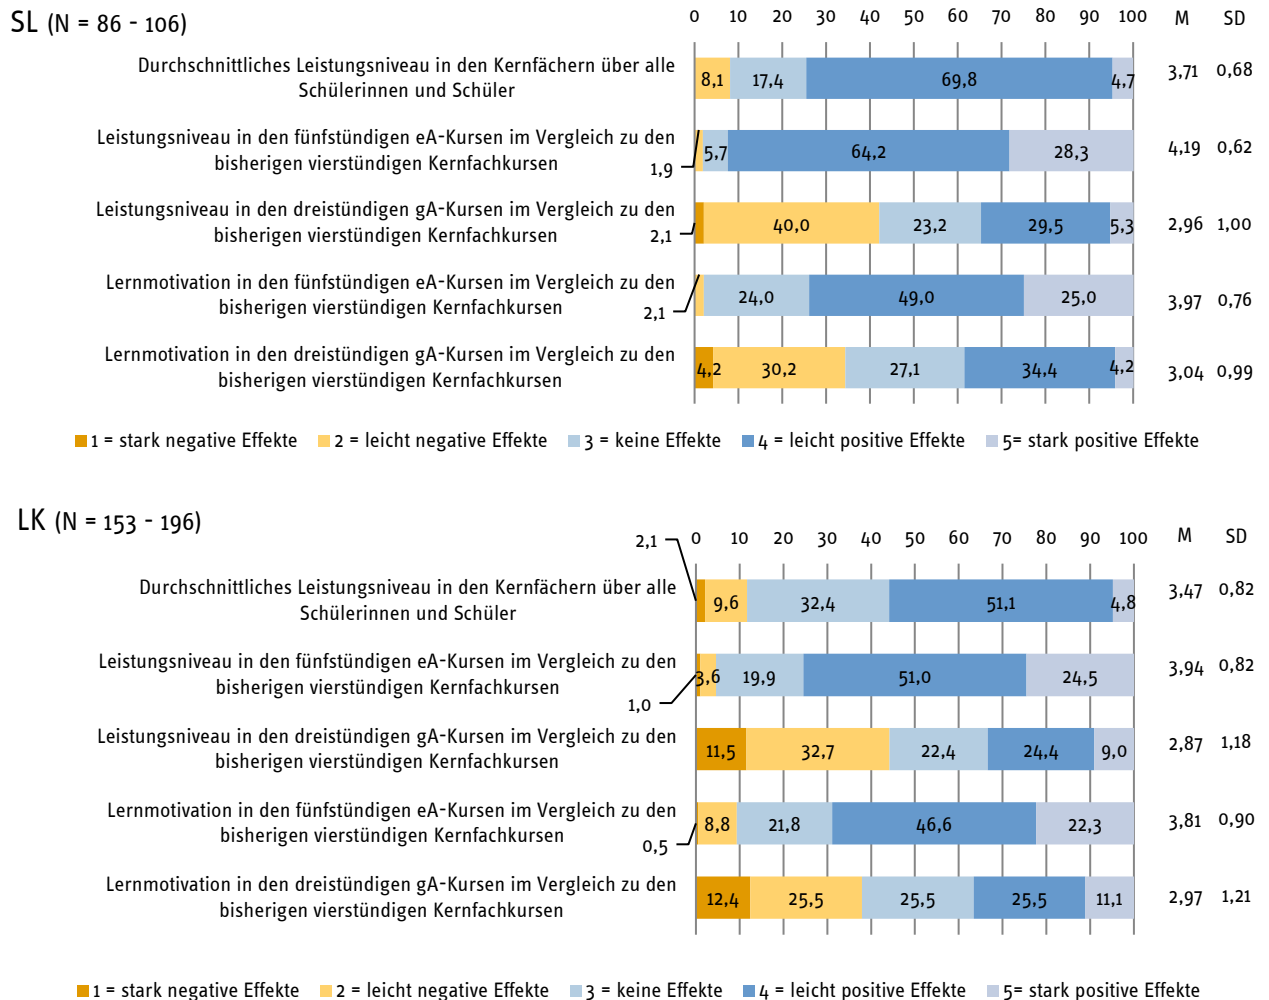 SL (N = 86 - 106)
0 10 20 30 40 50 60 70 80 90 100 M SD
Durchschnittliches Leistungsniveau in den Kernfächern über alle
Schülerinnen und Schüler
8,1 17,4 69,8 4,7 3,71 0,68
Leistungsniveau in den fünfstündigen eA-Kursen im Vergleich zu den
bisherigen vierstündigen Kernfachkursen
1,9 5,7 64,2 28,3 4,19 0,62
Leistungsniveau in den dreistündigen gA-Kursen im Vergleich zu den
bisherigen vierstündigen Kernfachkursen
2,1 40,0 23,2 29,5 5,3 2,96 1,00
Lernmotivation in den fünfstündigen eA-Kursen im Vergleich zu den
bisherigen vierstündigen Kernfachkursen
2,1 24,0 49,0 25,0 3,97 0,76
Lernmotivation in den dreistündigen gA-Kursen im Vergleich zu den
bisherigen vierstündigen Kernfachkursen
4,2 30,2 27,1 34,4 4,2 3,04 0,99
1 = stark negative Effekte 2 = leicht negative Effekte 3 = keine Effekte 4 = leicht positive Effekte 5= stark positive Effekte
LK (N = 153 - 196)
0 10 20 30 40 50 60 70 80 90 100 M SD
Durchschnittliches Leistungsniveau in den Kernfächern über alle
Schülerinnen und Schüler
2,1 9,6 32,4 51,1 4,8 3,47 0,82
Leistungsniveau in den fünfstündigen eA-Kursen im Vergleich zu den
bisherigen vierstündigen Kernfachkursen
1,0 3,6 19,9 51,0 24,5 3,94 0,82
Leistungsniveau in den dreistündigen gA-Kursen im Vergleich zu den
bisherigen vierstündigen Kernfachkursen
11,5 32,7 22,4 24,4 9,0 2,87 1,18
Lernmotivation in den fünfstündigen eA-Kursen im Vergleich zu den
bisherigen vierstündigen Kernfachkursen
0,5 8,8 21,8 46,6 22,3 3,81 0,90
Lernmotivation in den dreistündigen gA-Kursen im Vergleich zu den
bisherigen vierstündigen Kernfachkursen
12,4 25,5 25,5 25,5 11,1 2,97 1,21
1 = stark negative Effekte 2 = leicht negative Effekte 3 = keine Effekte 4 = leicht positive Effekte 5= stark positive Effekte